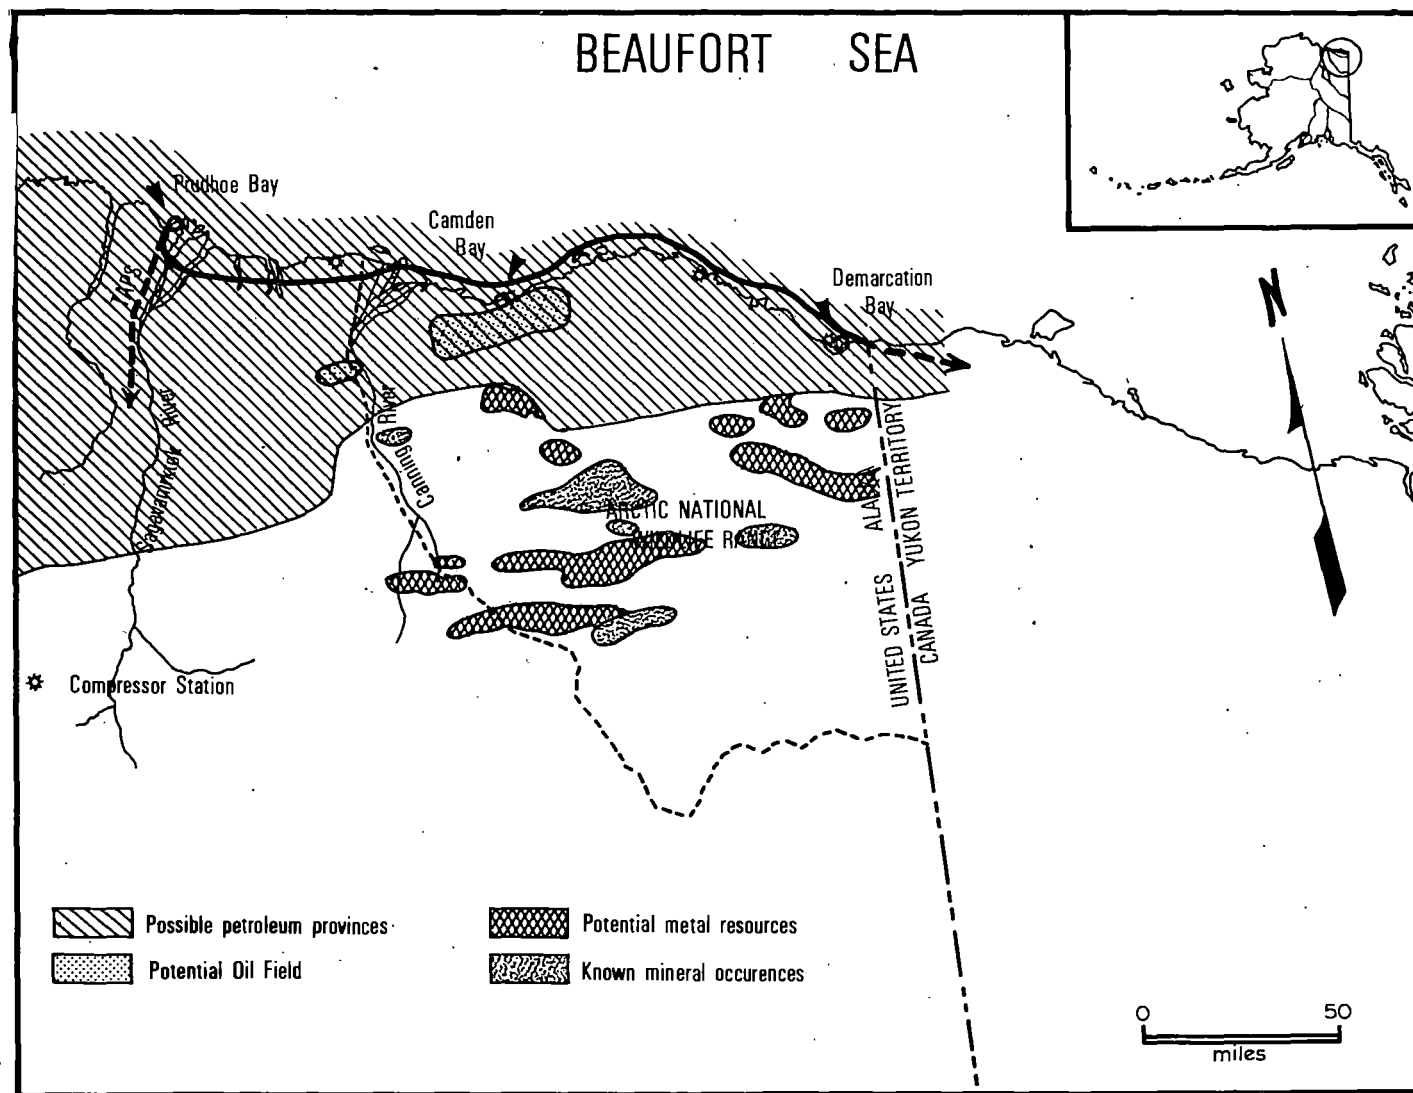 BEAUFORT SEA
Prudhoe Bay
Camden
Bay
Demarcation
Bay
N
TAPS
Sagavanirktok River
Canning River
ARCTIC NATIONAL
WILDLIFE RANGE
ALASKA
YUKON TERRITORY
UNITED STATES
CANADA
Compressor Station
Possible petroleum provinces
Potential Oil Field
Potential metal resources
Known mineral occurences
0 50
miles